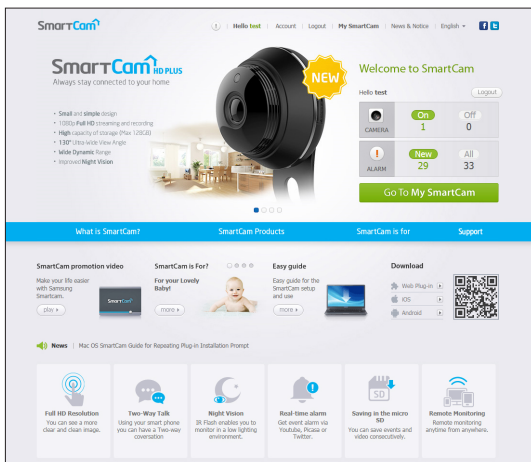 SmartCam
! Hello test Account Logout My SmartCam News & Notice English
SmartCam HD PLUS
Always stay connected to your home
NEW
• Small and simple design
• 1080p Full HD streaming and recording
• High capacity of storage (Max 128GB)
• 130° Ultra-wide View Angle
• Wide Dynamic Range
• Improved Night Vision
Welcome to SmartCam
Hello test Logout
CAMERA On 1 Off 0
ALARM New 29 All 33
Go To My SmartCam
What is SmartCam? SmartCam Products SmartCam is for Support
SmartCam promotion video
Make your life easier
with Samsung
Smartcam.
play
SmartCam
SmartCam is For?
For your Lovely
Baby!
more
Easy guide
Easy guide for the
SmartCam setup
and use
more
Download
Web Plug-in
iOS
Android
News Mac OS SmartCam Guide for Repeating Plug-in Installation Prompt
Full HD Resolution
You can see a more
clear and clean image.
Two-Way Talk
Using your smart phone
you can have a Two-way
coversation
Night Vision
IR Flash enables you to
monitor in a low lighting
environment.
Real-time alarm
Get event alarm via
Youtube, Picasa or
Twitter.
SD
Saving in the micro
SD
You can save events and
video consecutively.
Remote Monitoring
Remote monitoring
anytime from anywhere.